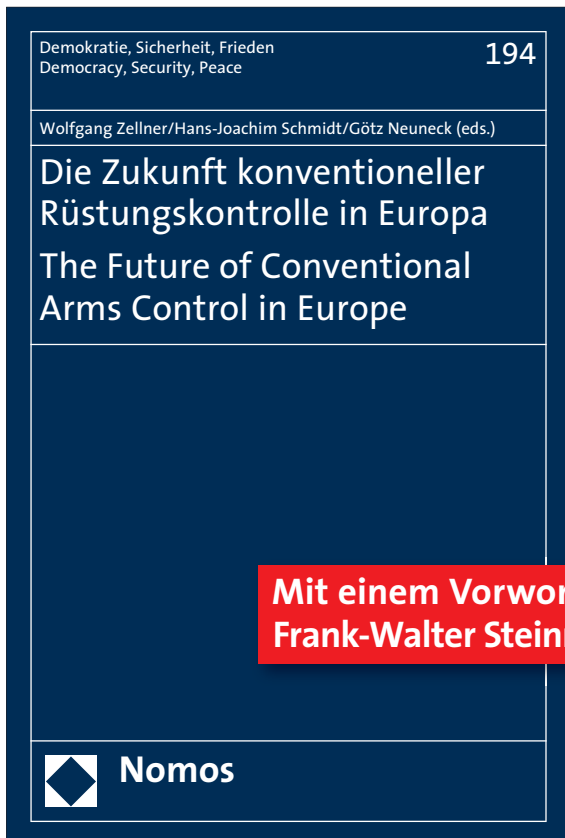 Demokratie, Sicherheit, Frieden
Democracy, Security, Peace
194
Wolfgang Zellner/Hans-Joachim Schmidt/Götz Neuneck (eds.)
Die Zukunft konventioneller
Rüstungskontrolle in Europa
The Future of Conventional
Arms Control in Europe
Mit einem
Frank-Walter
Nomos